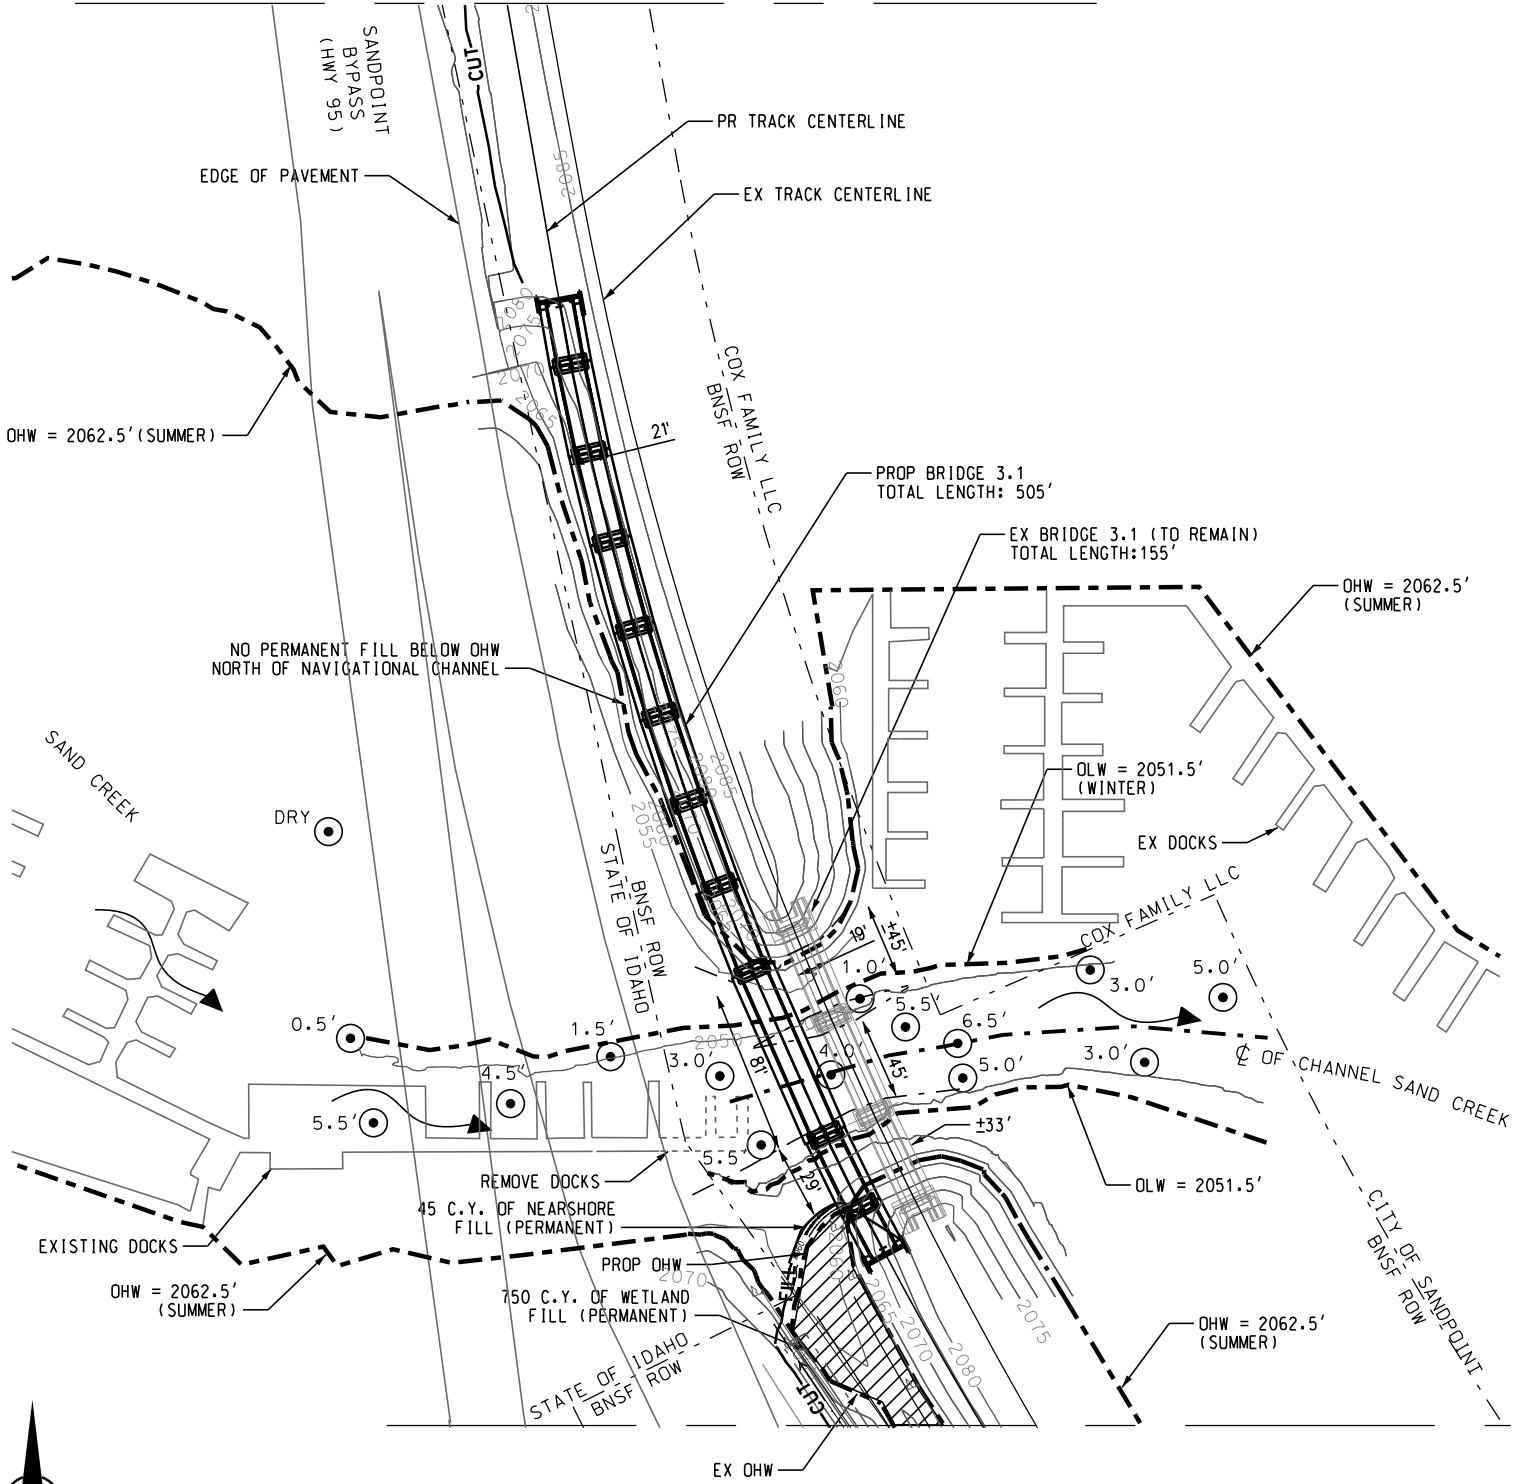 SANDPOINT
BYPASS
(HWY 95)
CUT
2085
PR TRACK CENTERLINE
EDGE OF PAVEMENT
EX TRACK CENTERLINE
2080
2075
2070
2065
COX FAMILY LLC
BNSF ROW
OHW = 2062.5' (SUMMER)
21'
PROP BRIDGE 3.1
TOTAL LENGTH: 505'
EX BRIDGE 3.1 (TO REMAIN)
TOTAL LENGTH:155'
OHW = 2062.5'
(SUMMER)
NO PERMANENT FILL BELOW OHW
NORTH OF NAVIGATIONAL CHANNEL
2060
SAND CREEK
2085
2055
OLW = 2051.5'
(WINTER)
DRY
EX DOCKS
BNSF ROW
STATE OF IDAHO
COX FAMILY LLC
±45'
19'
1.0'
3.0'
5.0'
5.5'
6.5'
0.5'
1.5'
2050
3.0'
81'
4.0'
45'
5.0'
3.0'
℄ OF CHANNEL SAND CREEK
4.5'
5.5'
5.5'
±33'
REMOVE DOCKS
29'
OLW = 2051.5'
45 C.Y. OF NEARSHORE
FILL (PERMANENT)
EXISTING DOCKS
PROP OHW
FILL
2060
2070
OHW = 2062.5'
(SUMMER)
750 C.Y. OF WETLAND
FILL (PERMANENT)
2065
2070
2080
2075
CITY OF SANDPOINT
BNSF ROW
OHW = 2062.5'
(SUMMER)
STATE OF IDAHO
BNSF ROW
CUT
EX OHW